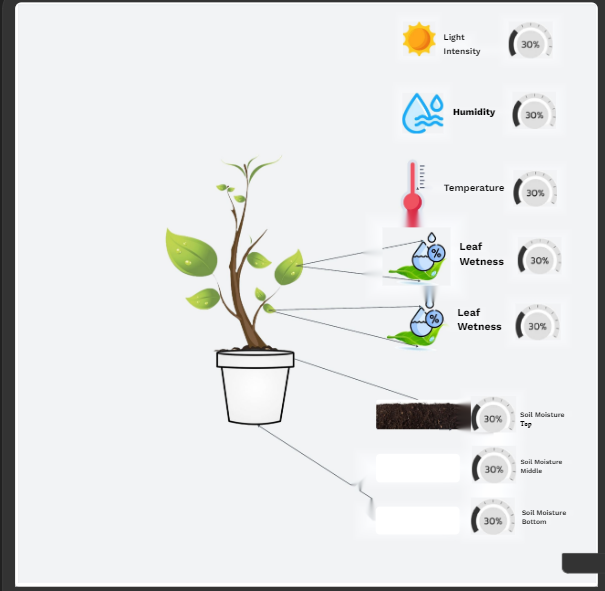 Light
Intensity
30%
Humidity
30%
Temperature
30%
%
Leaf
Wetness
30%
%
Leaf
Wetness
30%
30%
Soil Moisture
Top
30%
Soil Moisture
Middle
30%
Soil Moisture
Bottom